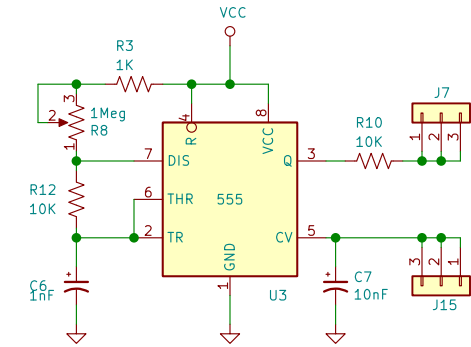 VCC
R3
1K
J7
3
2
1Meg
R8
1
4
R
8
VCC
R10
10K
1
2
3
7
DIS
Q
3
R12
10K
6
THR
555
2
TR
CV
5
GND
1
U3
3
2
1
C6
1nF
C7
10nF
J15